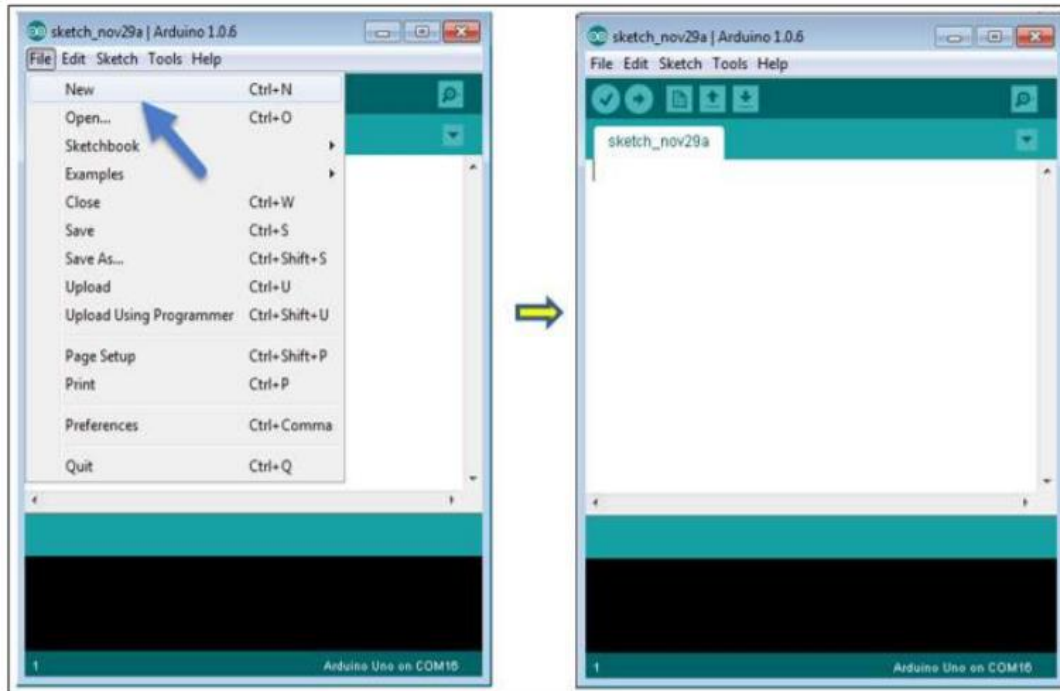 sketch_nov29a | Arduino 1.0.6
File Edit Sketch Tools Help
New Ctrl+N
Open... Ctrl+O
Sketchbook
Examples
Close Ctrl+W
Save Ctrl+S
Save As... Ctrl+Shift+S
Upload Ctrl+U
Upload Using Programmer Ctrl+Shift+U
Page Setup Ctrl+Shift+P
Print Ctrl+P
Preferences Ctrl+Comma
Quit Ctrl+Q
1 Arduino Uno on COM16
sketch_nov29a | Arduino 1.0.6
File Edit Sketch Tools Help
sketch_nov29a
1 Arduino Uno on COM16